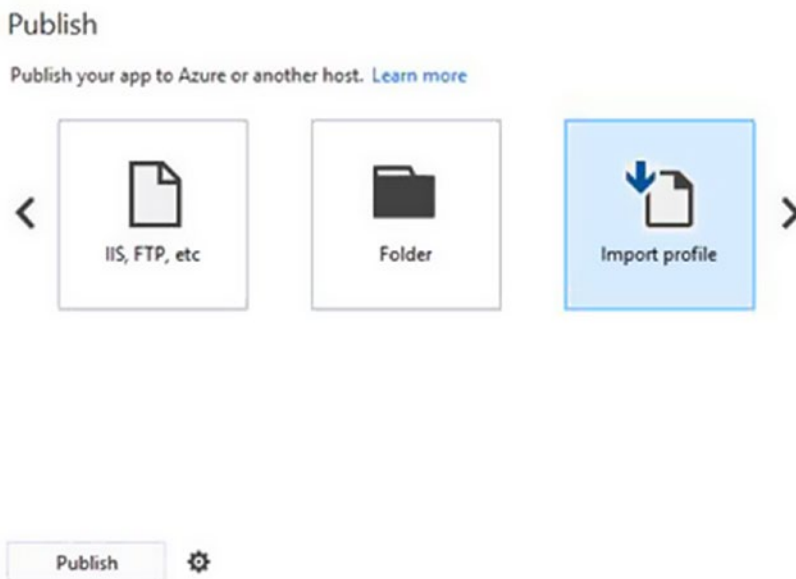 Publish
Publish your app to Azure or another host. Learn more
IIS, FTP, etc
Folder
Import profile
Publish